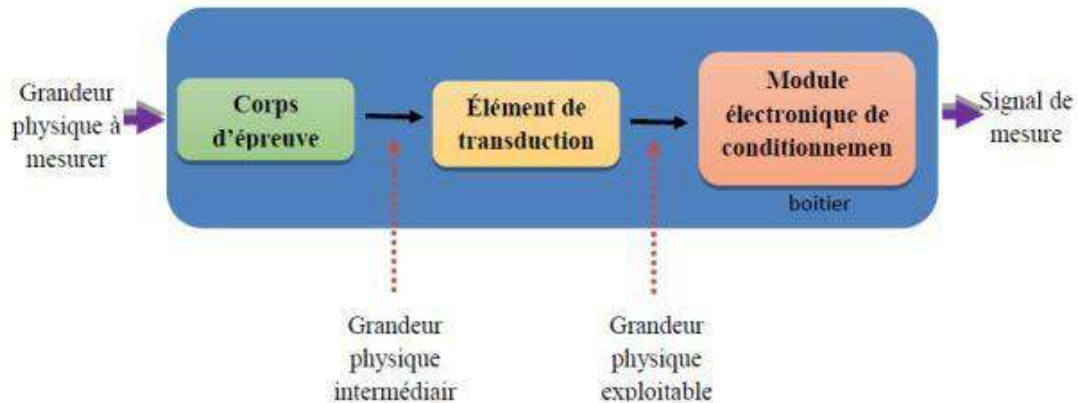 Grandeur
physique à
mesurer
Corps
d'épreuve
Élément de
transduction
Module
électronique de
conditionnemen
boîtier
Signal de
mesure
Grandeur
physique
intermédiair
Grandeur
physique
exploitable